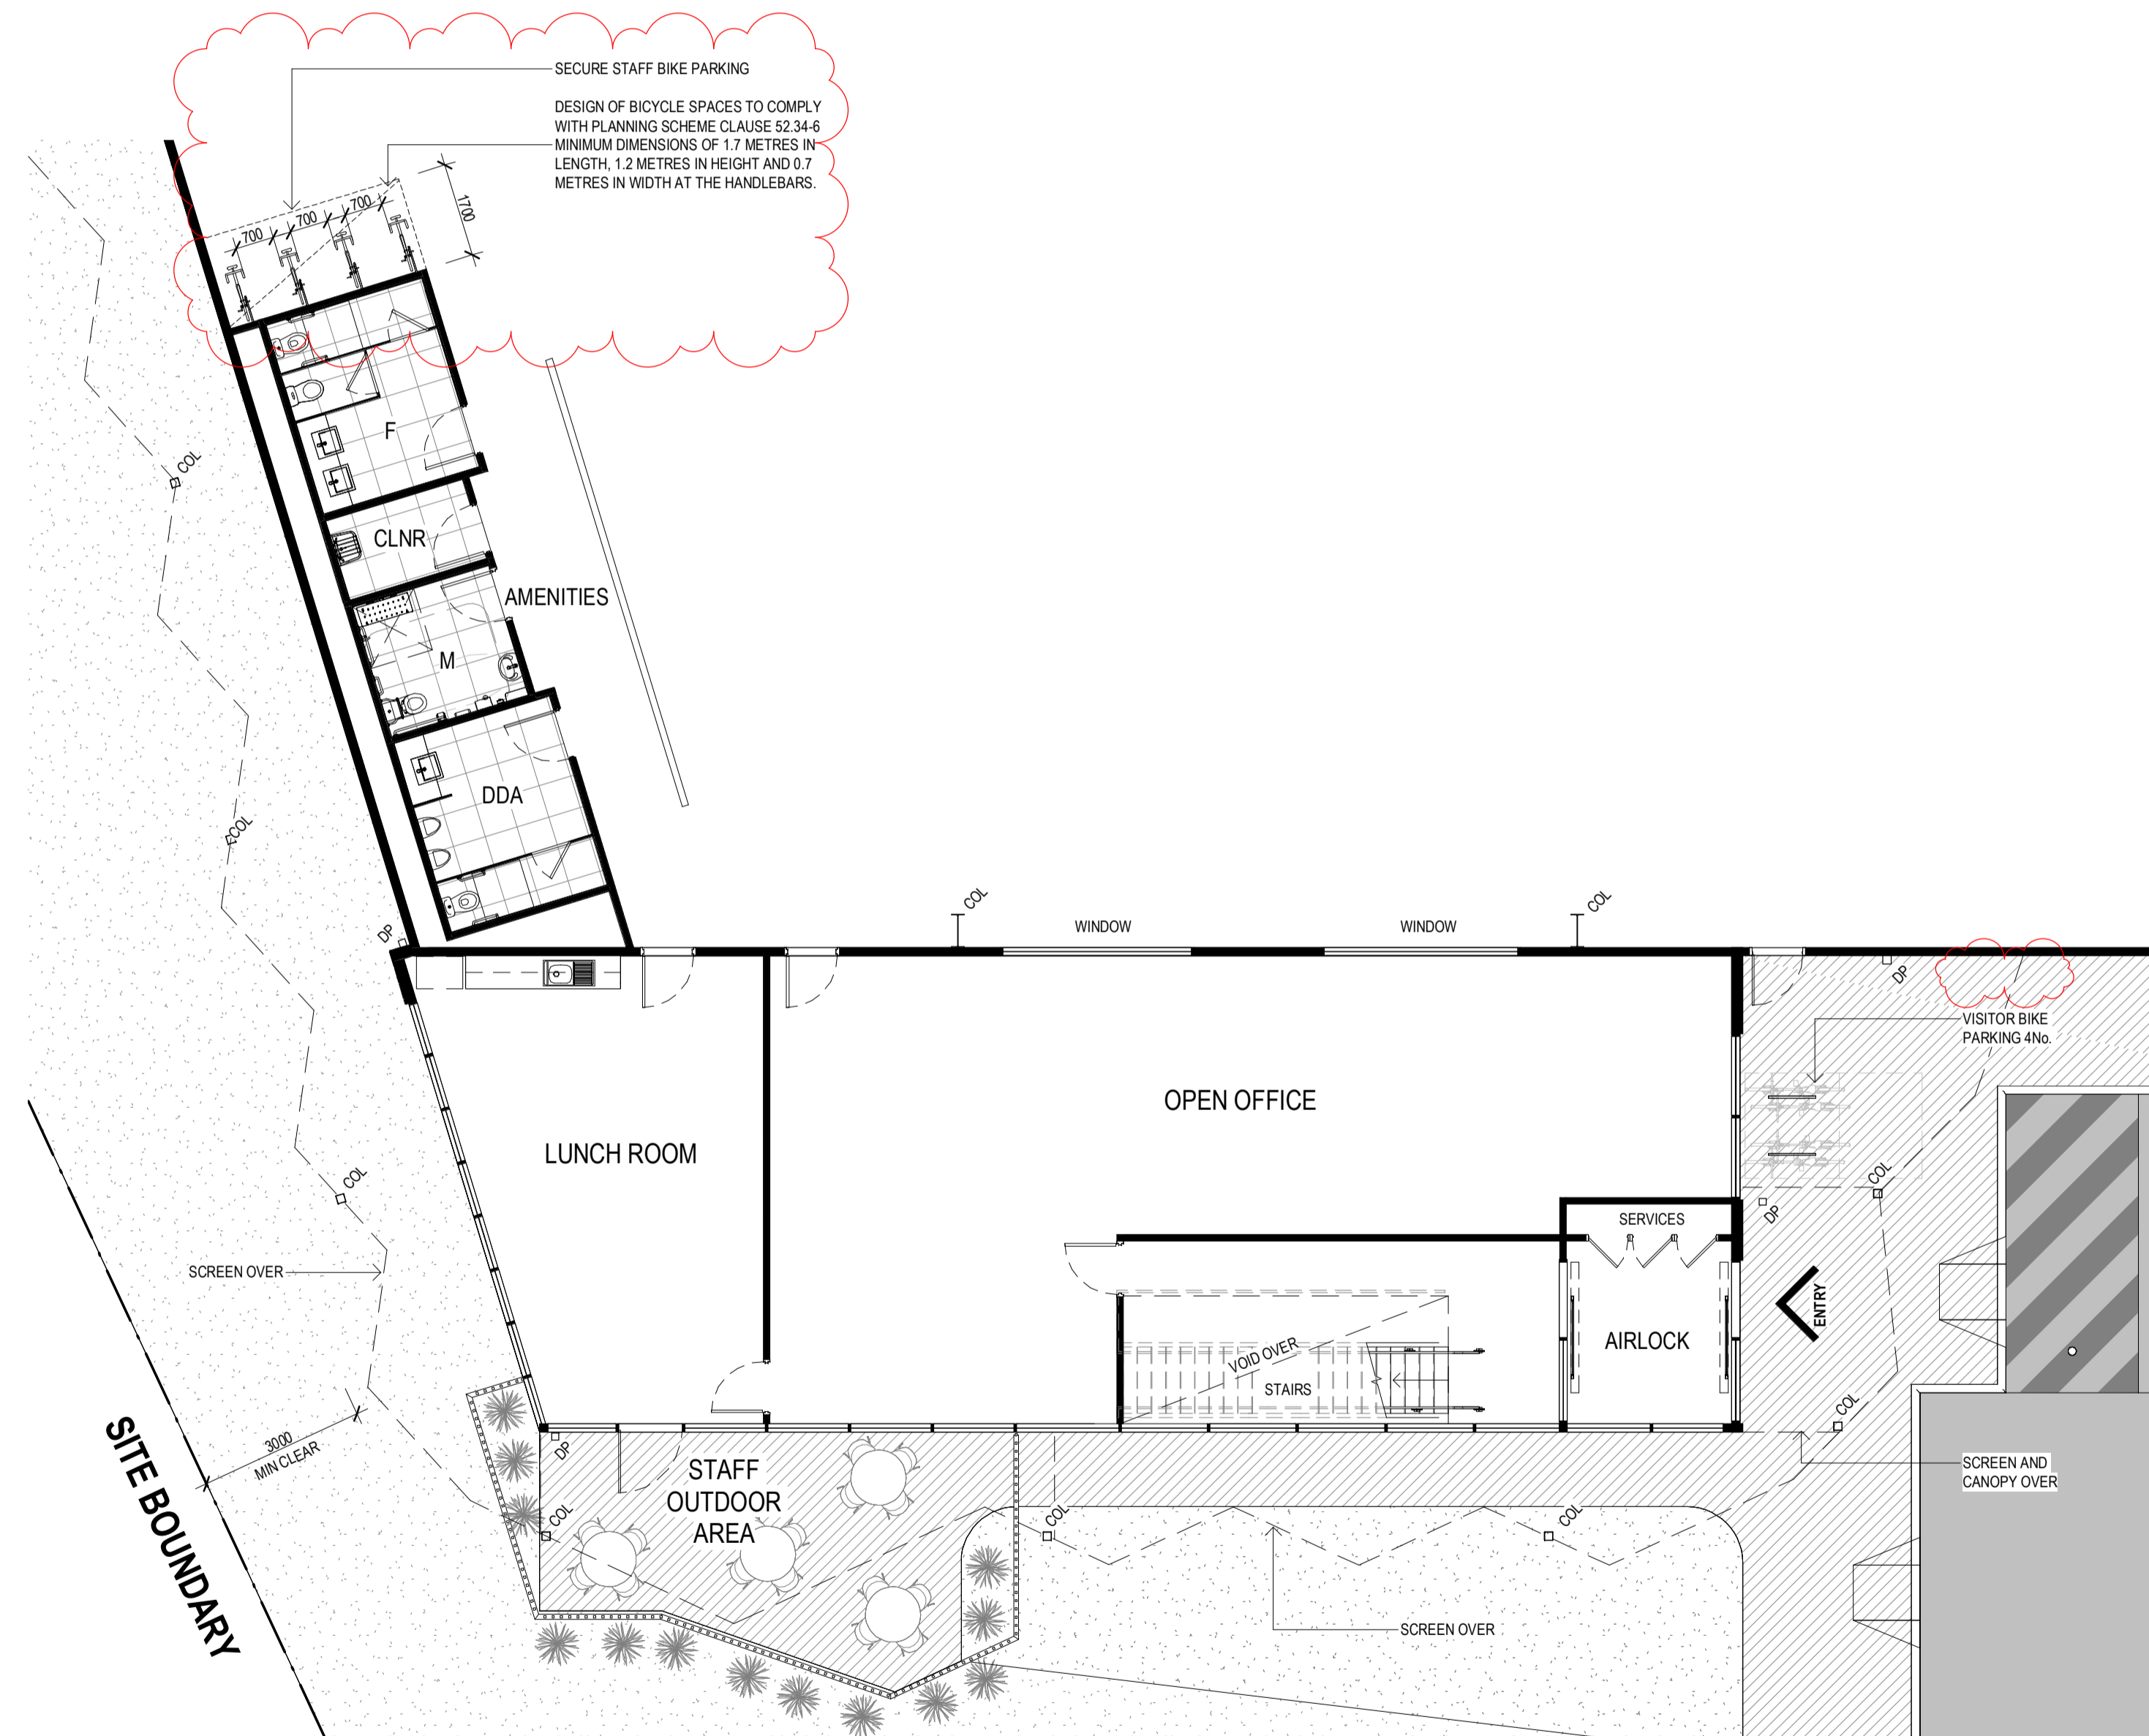 SECURE STAFF BIKE PARKING
DESIGN OF BICYCLE SPACES TO COMPLY
WITH PLANNING SCHEME CLAUSE 52.34-6
MINIMUM DIMENSIONS OF 1.7 METRES IN
LENGTH, 1.2 METRES IN HEIGHT AND 0.7
METRES IN WIDTH AT THE HANDLEBARS.
1700
700
700
700
F
COL
CLNR
AMENITIES
M
DDA
COL
COL
COL
DP
WINDOW
WINDOW
DP
VISITOR BIKE
PARKING 4No.
OPEN OFFICE
LUNCH ROOM
COL
COL
DP
SERVICES
SCREEN OVER
ENTRY
AIRLOCK
VOID OVER
STAIRS
SITE BOUNDARY
3000
MIN CLEAR
DP
STAFF
OUTDOOR
AREA
COL
COL
COL
COL
SCREEN AND
CANOPY OVER
SCREEN OVER